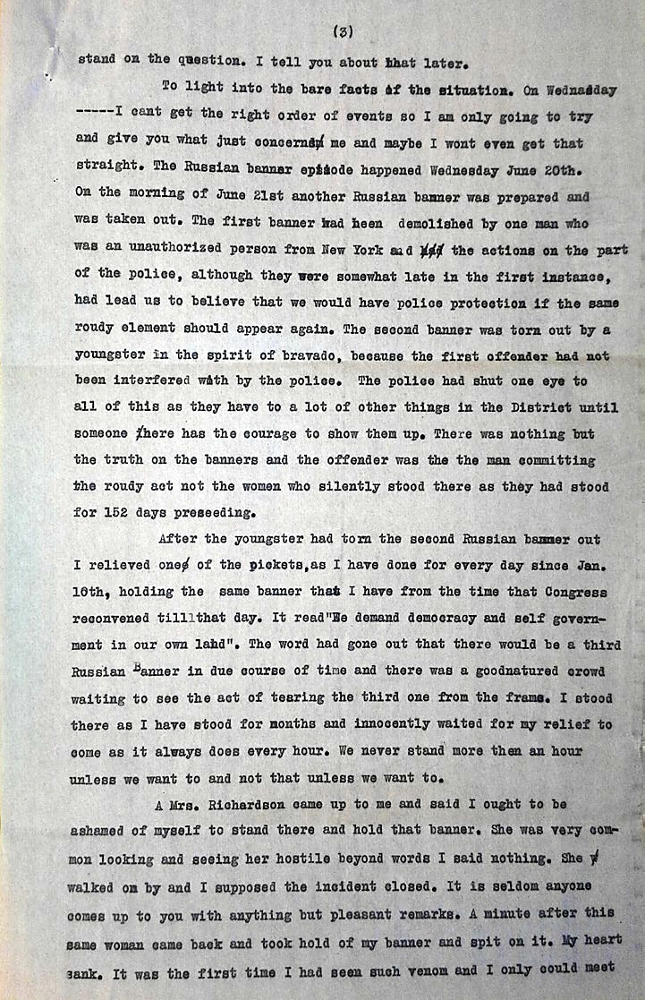 (3)
stand on the question. I tell you about that later.
To light into the bare facts of the situation. On Wednasday
-----I cant get the right order of events so I am only going to try
and give you what just concerns me and maybe I wont even get that
straight. The Russian banner episode happened Wednesday June 20th.
On the morning of June 21st another Russian banner was prepared and
was taken out. The first banner had been demolished by one man who
was an unauthorized person from New York and the actions on the part
of the police, although they were somewhat late in the first instance,
had lead us to believe that we would have police protection if the same
roudy element should appear again. The second banner was torn out by a
youngster in the spirit of bravado, because the first offender had not
been interfered with by the police. The police had shut one eye to
all of this as they have to a lot of other things in the District until
someone here has the courage to show them up. There was nothing but
the truth on the banners and the offender was the the man committing
the roudy act not the women who silently stood there as they had stood
for 152 days preseeding.
After the youngster had torn the second Russian banner out
I relieved one of the pickets,as I have done for every day since Jan.
10th, holding the same banner that I have from the time that Congress
reconvened tilllthat day. It read"We demand democracy and self govern-
ment in our own land". The word had gone out that there would be a third
Russian Banner in due course of time and there was a goodnatured crowd
waiting to see the act of tearing the third one from the frame. I stood
there as I have stood for months and innocently waited for my relief to
come as it always does every hour. We never stand more then an hour
unless we want to and not that unless we want to.
A Mrs. Richardson came up to me and said I ought to be
ashamed of myself to stand there and hold that banner. She was very com-
mon looking and seeing her hostile beyond words I said nothing. She
walked on by and I supposed the incident closed. It is seldom anyone
comes up to you with anything but pleasant remarks. A minute after this
same woman came back and took hold of my banner and spit on it. My heart
sank. It was the first time I had seen such venom and I only could meet